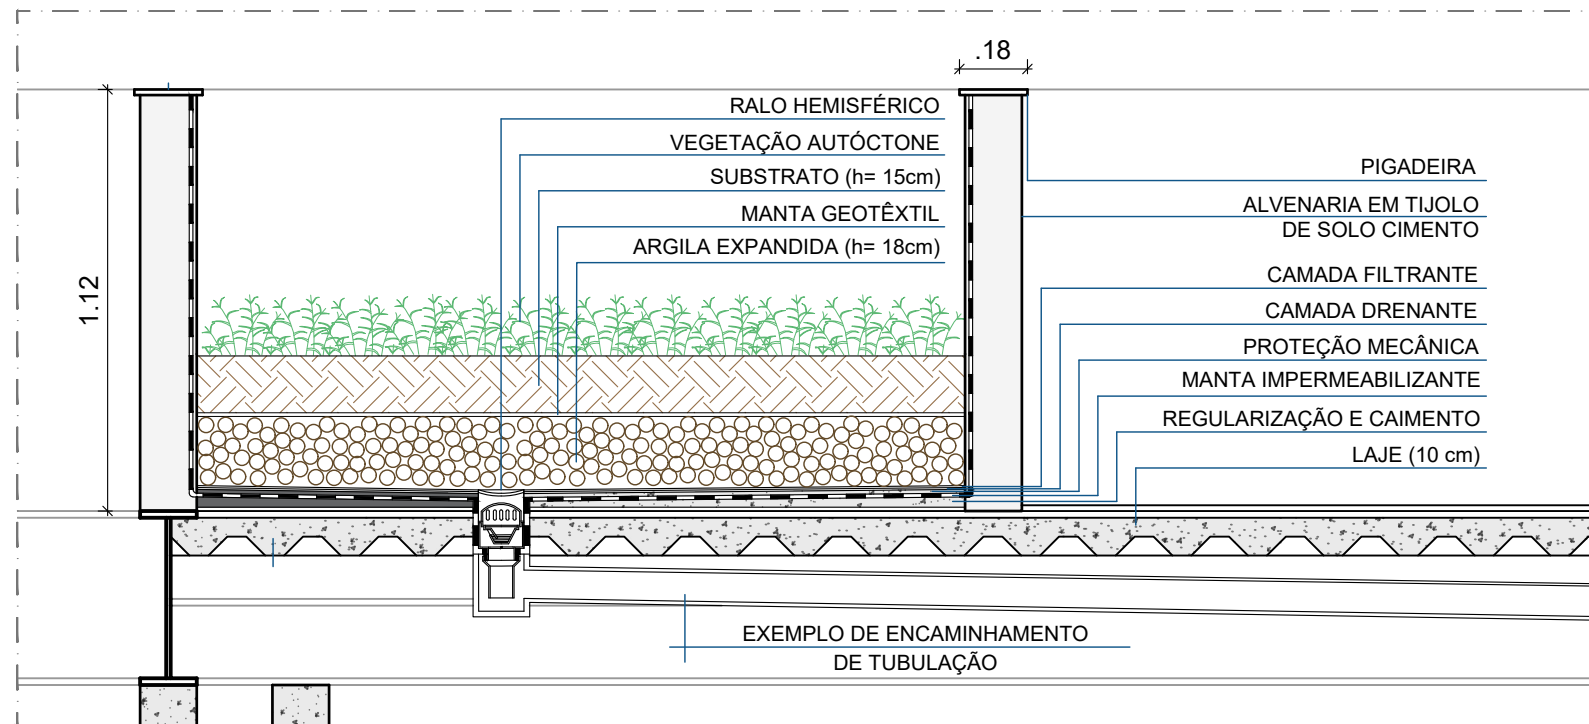 .18
RALO HEMISFÉRICO
VEGETAÇÃO AUTÓCTONE
SUBSTRATO (h= 15cm)
MANTA GEOTÊXTIL
ARGILA EXPANDIDA (h= 18cm)
PIGADEIRA
ALVENARIA EM TIJOLO
DE SOLO CIMENTO
CAMADA FILTRANTE
CAMADA DRENANTE
PROTEÇÃO MECÂNICA
MANTA IMPERMEABILIZANTE
REGULARIZAÇÃO E CAIMENTO
LAJE (10 cm)
1.12
EXEMPLO DE ENCAMINHAMENTO
DE TUBULAÇÃO